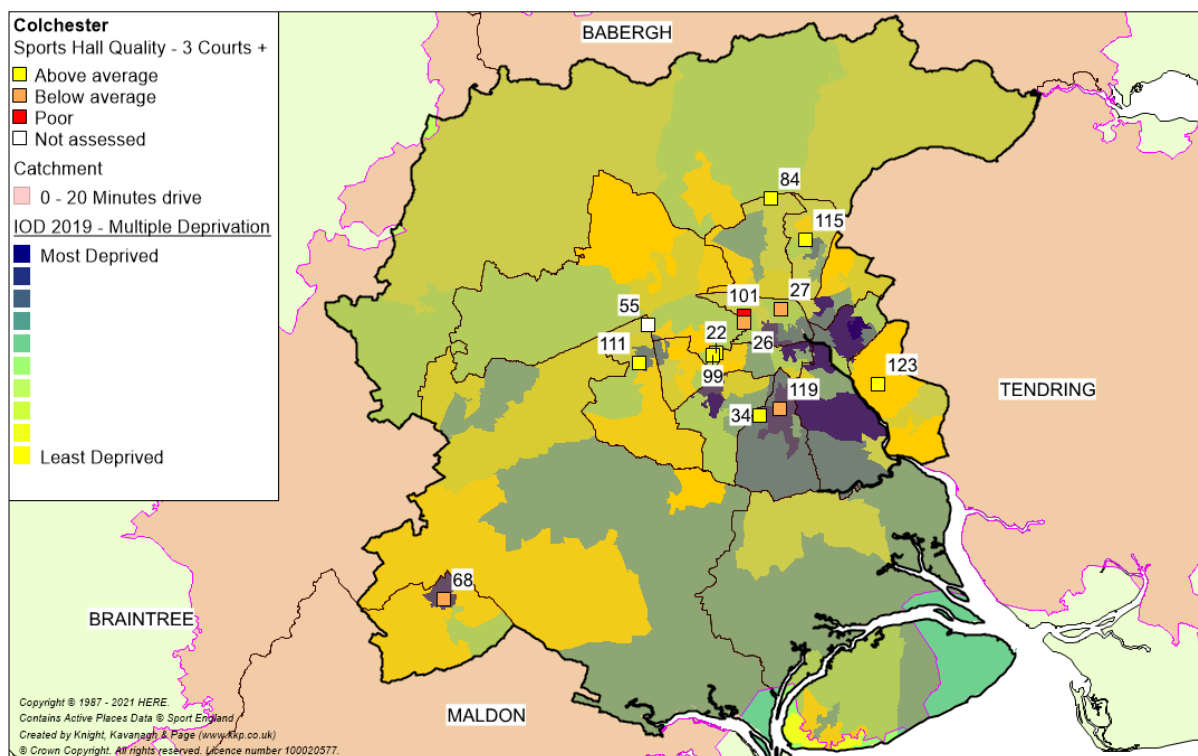 Colchester
Sports Hall Quality - 3 Courts +
Above average
Below average
Poor
Not assessed
Catchment
0 - 20 Minutes drive
IOD 2019 - Multiple Deprivation
Most Deprived
Least Deprived
BABERGH
84
115
101
27
55
22
26
111
99
123
119
34
TENDRING
68
BRAINTREE
MALDON
Copyright © 1987 - 2021 HERE.
Contains Active Places Data © Sport England
Created by Knight, Kavanagh & Page (www.kkp.co.uk)
© Crown Copyright. All rights reserved. Licence number 100020577.